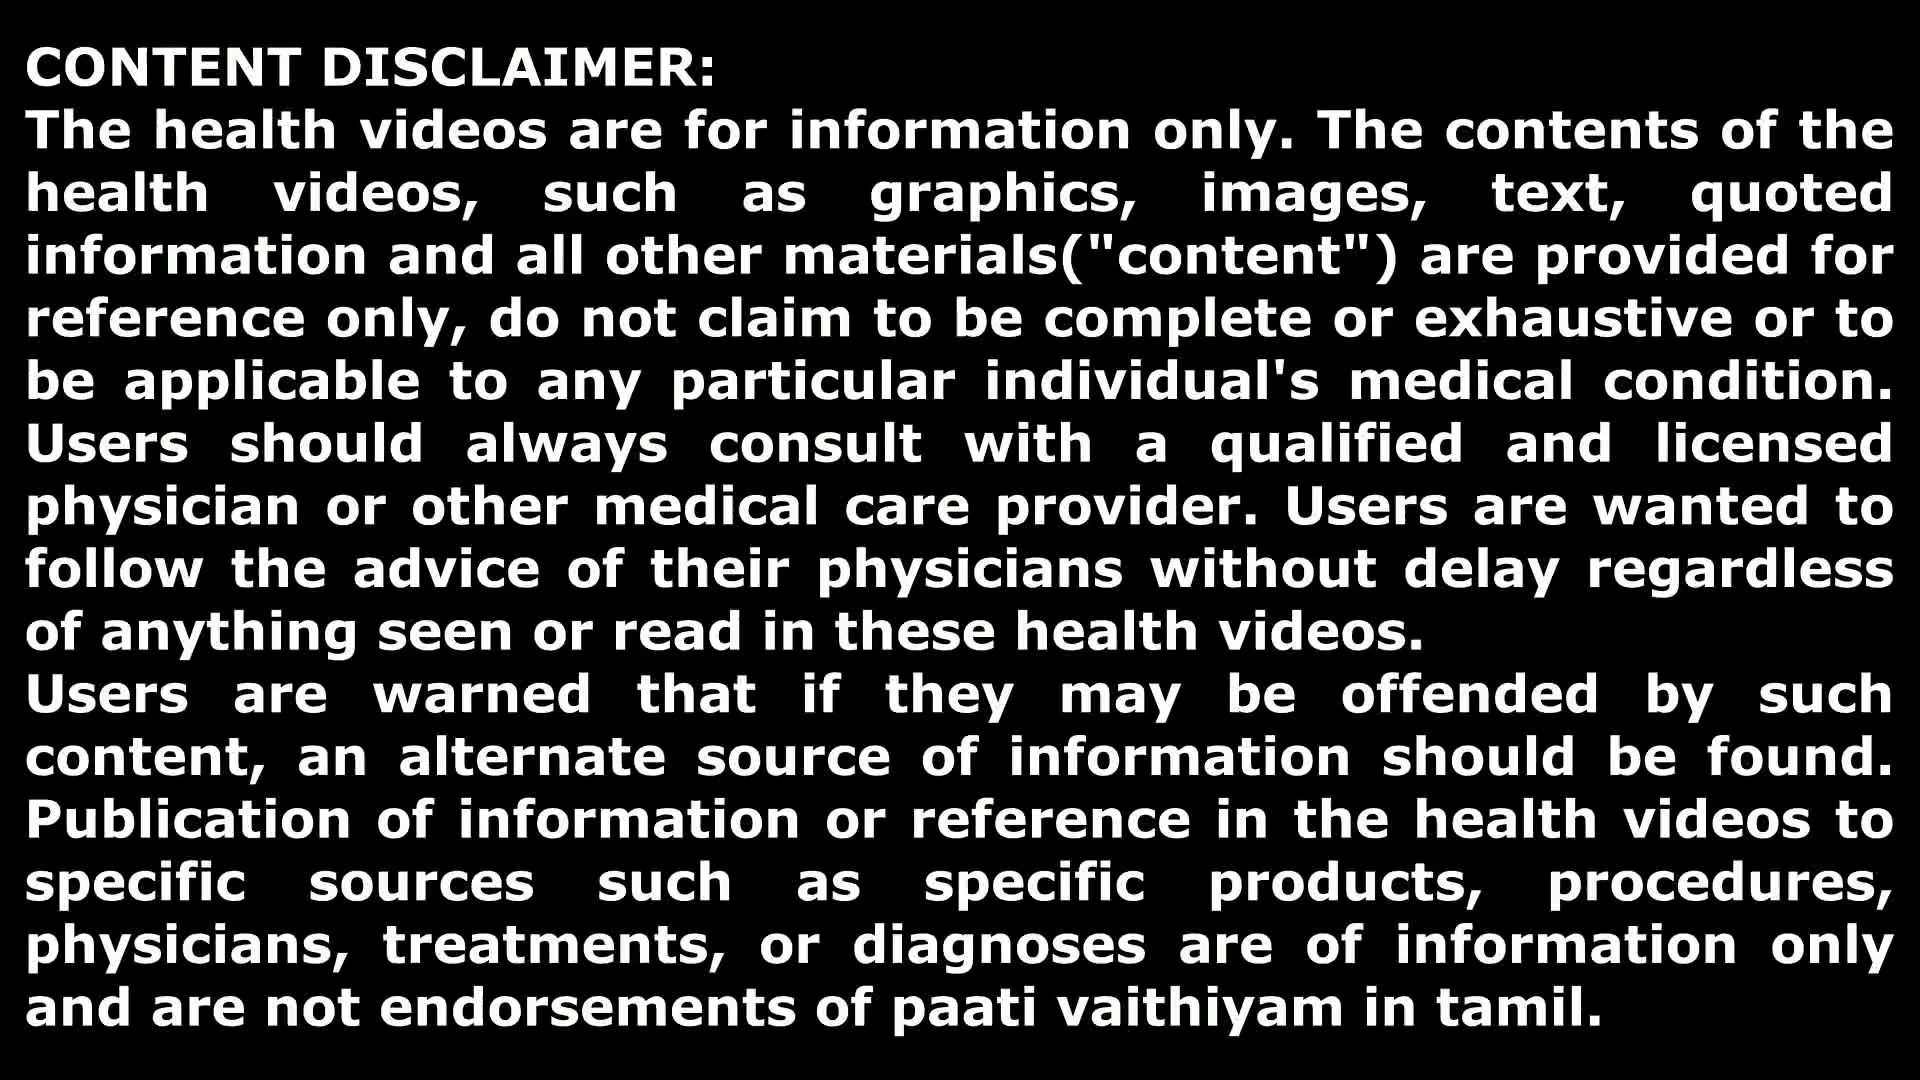 CONTENT DISCLAIMER:
The health videos are for information only. The contents of the
health videos, such as graphics, images, text, quoted
information and all other materials("content") are provided for
reference only, do not claim to be complete or exhaustive or to
be applicable to any particular individual's medical condition.
Users should always consult with a qualified and licensed
physician or other medical care provider. Users are wanted to
follow the advice of their physicians without delay regardless
of anything seen or read in these health videos.
Users are warned that if they may be offended by such
content, an alternate source of information should be found.
Publication of information or reference in the health videos to
specific sources such as specific products, procedures,
physicians, treatments, or diagnoses are of information only
and are not endorsements of paati vaithiyam in tamil.